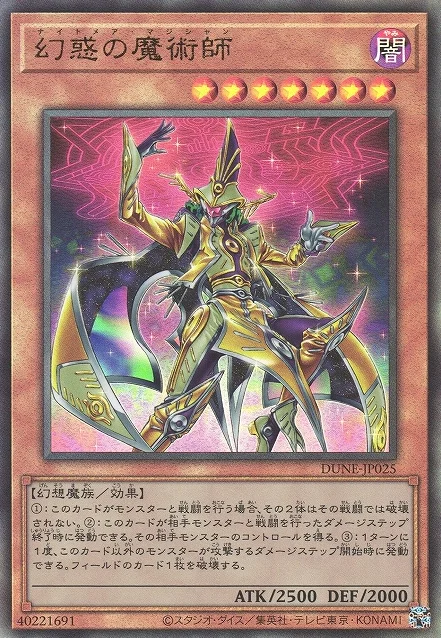 ナイトメア マジシャン
幻惑の魔術師
やみ
闇
DUNE-JP025
【幻想魔族／効果】
①：このカードがモンスターと戦闘を行う場合、その2体はその戦闘では破壊
されない。②：このカードが相手モンスターと戦闘を行ったダメージステップ
終了時に発動できる。その相手モンスターのコントロールを得る。③：1ターンに
1度、このカード以外のモンスターが攻撃するダメージステップ開始時に発動
できる。フィールドのカード1枚を破壊する。
ATK/2500 DEF/2000
40221691
©スタジオ・ダイス/集英社・テレビ東京・KONAMI